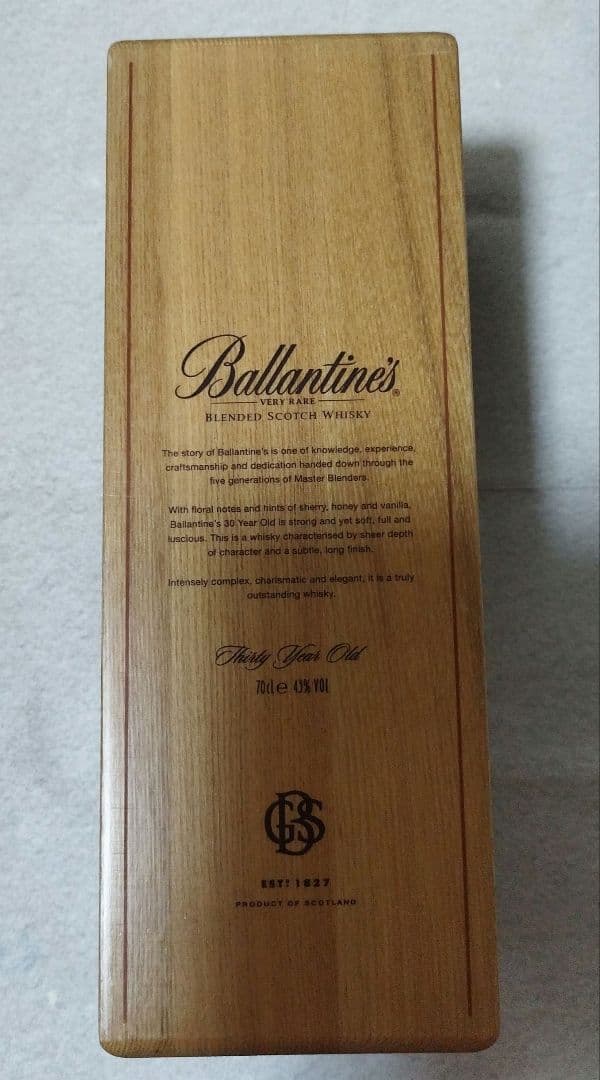 Ballantine's®
VERY RARE
BLENDED SCOTCH WHISKY
The story of Ballantine's is one of knowledge, experience,
craftsmanship and dedication handed down through the
five generations of Master Blenders.
With floral notes and hints of sherry, honey and vanilla,
Ballantine's 30 Year Old is strong and yet soft, full and
luscious. This is a whisky characterised by sheer depth
of character and a subtle, long finish.
Intensely complex, charismatic and elegant, it is a truly
outstanding whisky.
Thirty Year Old
70cl e 43% VOL
GBS
ESTD 1827
PRODUCT OF SCOTLAND